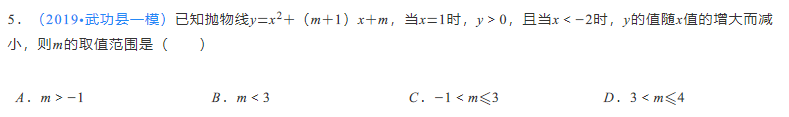 5．（2019•武功县一模）已知抛物线y=x²+（m+1）x+m，当x=1时，y＞0，且当x＜−2时，y的值随x值的增大而减
小，则m的取值范围是（　　）
A．m＞−1　　B．m＜3　　C．−1＜m⩽3　　D．3＜m⩽4